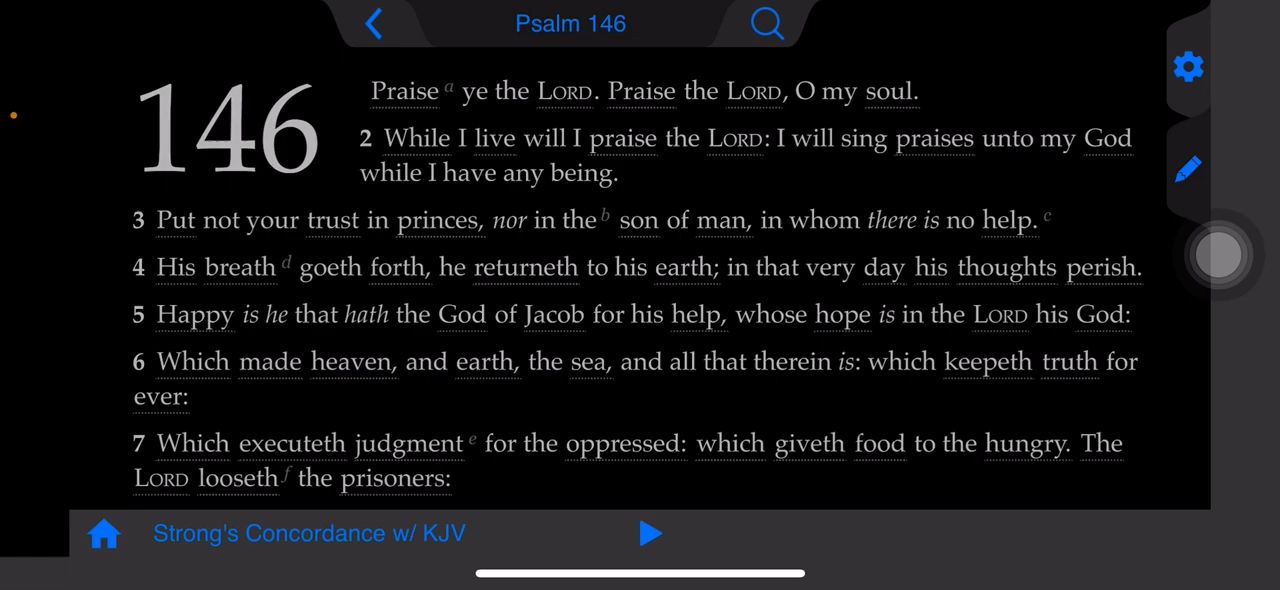 Psalm 146
146
Praise a ye the LORD. Praise the LORD, O my soul.
2 While I live will I praise the LORD: I will sing praises unto my God
while I have any being.
3 Put not your trust in princes, nor in the b son of man, in whom there is no help. c
4 His breath d goeth forth, he returneth to his earth; in that very day his thoughts perish.
5 Happy is he that hath the God of Jacob for his help, whose hope is in the LORD his God:
6 Which made heaven, and earth, the sea, and all that therein is: which keepeth truth for
ever:
7 Which executeth judgment e for the oppressed: which giveth food to the hungry. The
LORD looseth f the prisoners:
Strong's Concordance w/ KJV